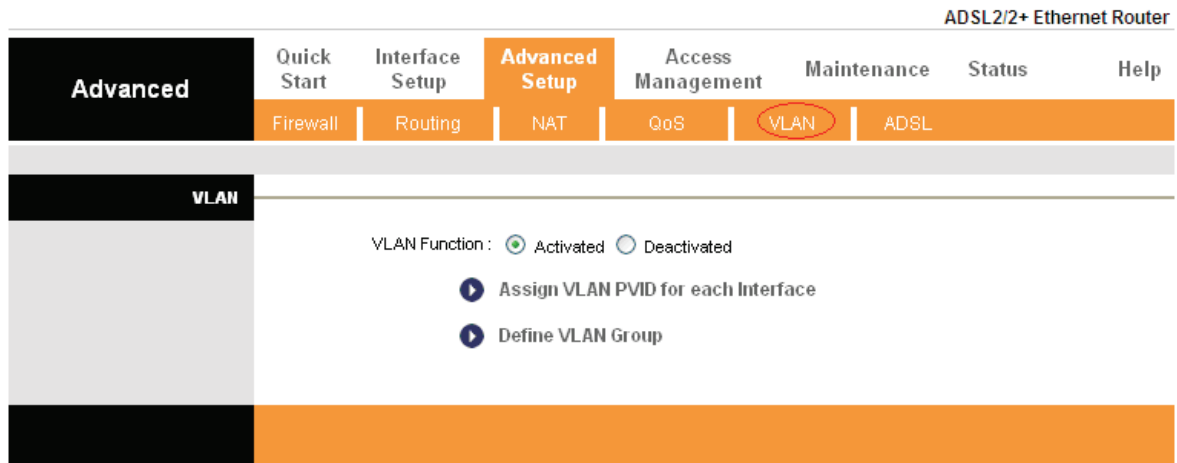 ADSL2/2+ Ethernet Router
Advanced
Quick Start
Interface Setup
Advanced Setup
Access Management
Maintenance
Status
Help
Firewall
Routing
NAT
QoS
VLAN
ADSL
VLAN
VLAN Function : Activated Deactivated
Assign VLAN PVID for each Interface
Define VLAN Group